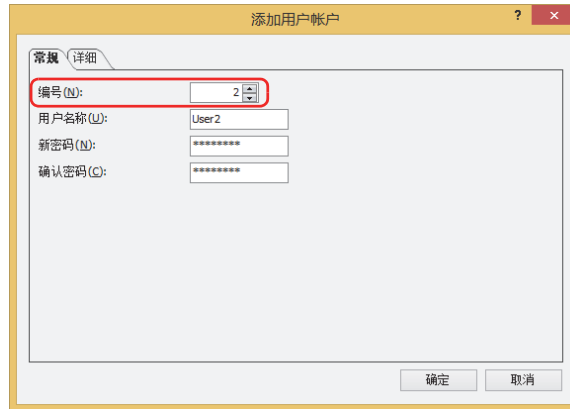 添加用户帐户 ? ×
常规 详细
编号(N): 2
用户名称(U): User2
新密码(N): ********
确认密码(C): ********
确定 取消